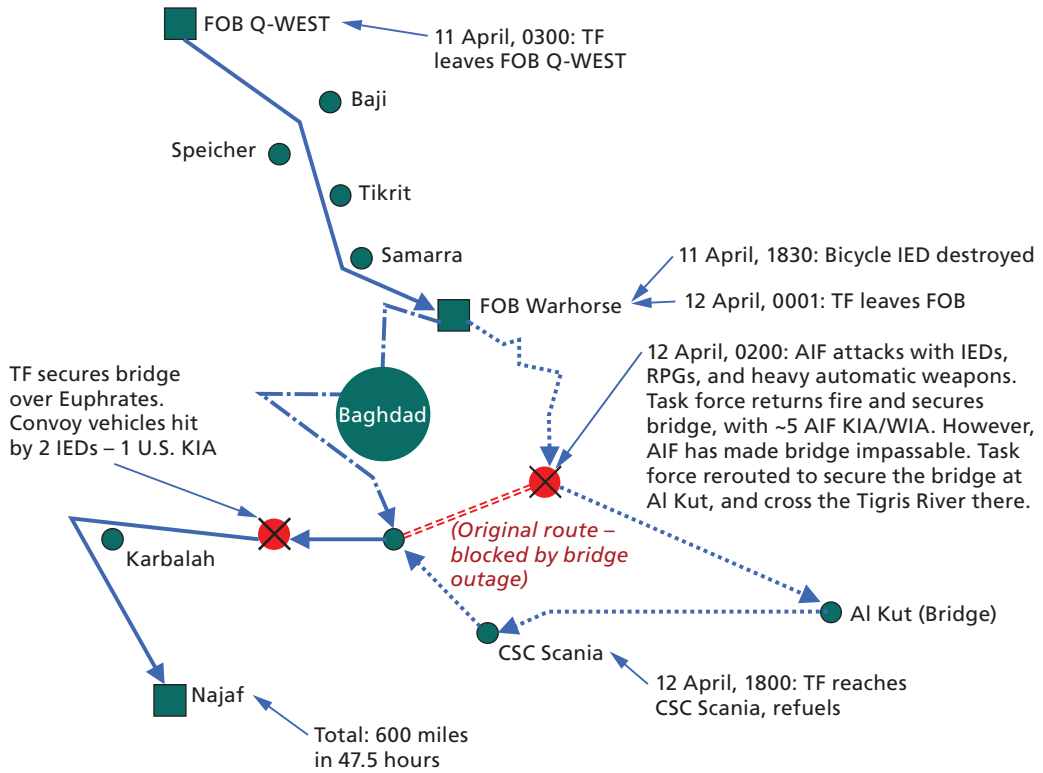 FOB Q-WEST
11 April, 0300: TF
leaves FOB Q-WEST
Baji
Speicher
Tikrit
Samarra
11 April, 1830: Bicycle IED destroyed
FOB Warhorse
12 April, 0001: TF leaves FOB
12 April, 0200: AIF attacks with IEDs,
RPGs, and heavy automatic weapons.
Task force returns fire and secures
bridge, with ~5 AIF KIA/WIA. However,
AIF has made bridge impassable. Task
force rerouted to secure the bridge at
Al Kut, and cross the Tigris River there.
TF secures bridge
over Euphrates.
Convoy vehicles hit
by 2 IEDs – 1 U.S. KIA
Baghdad
(Original route –
blocked by bridge
outage)
Karbalah
Al Kut (Bridge)
CSC Scania
12 April, 1800: TF reaches
CSC Scania, refuels
Najaf
Total: 600 miles
in 47.5 hours